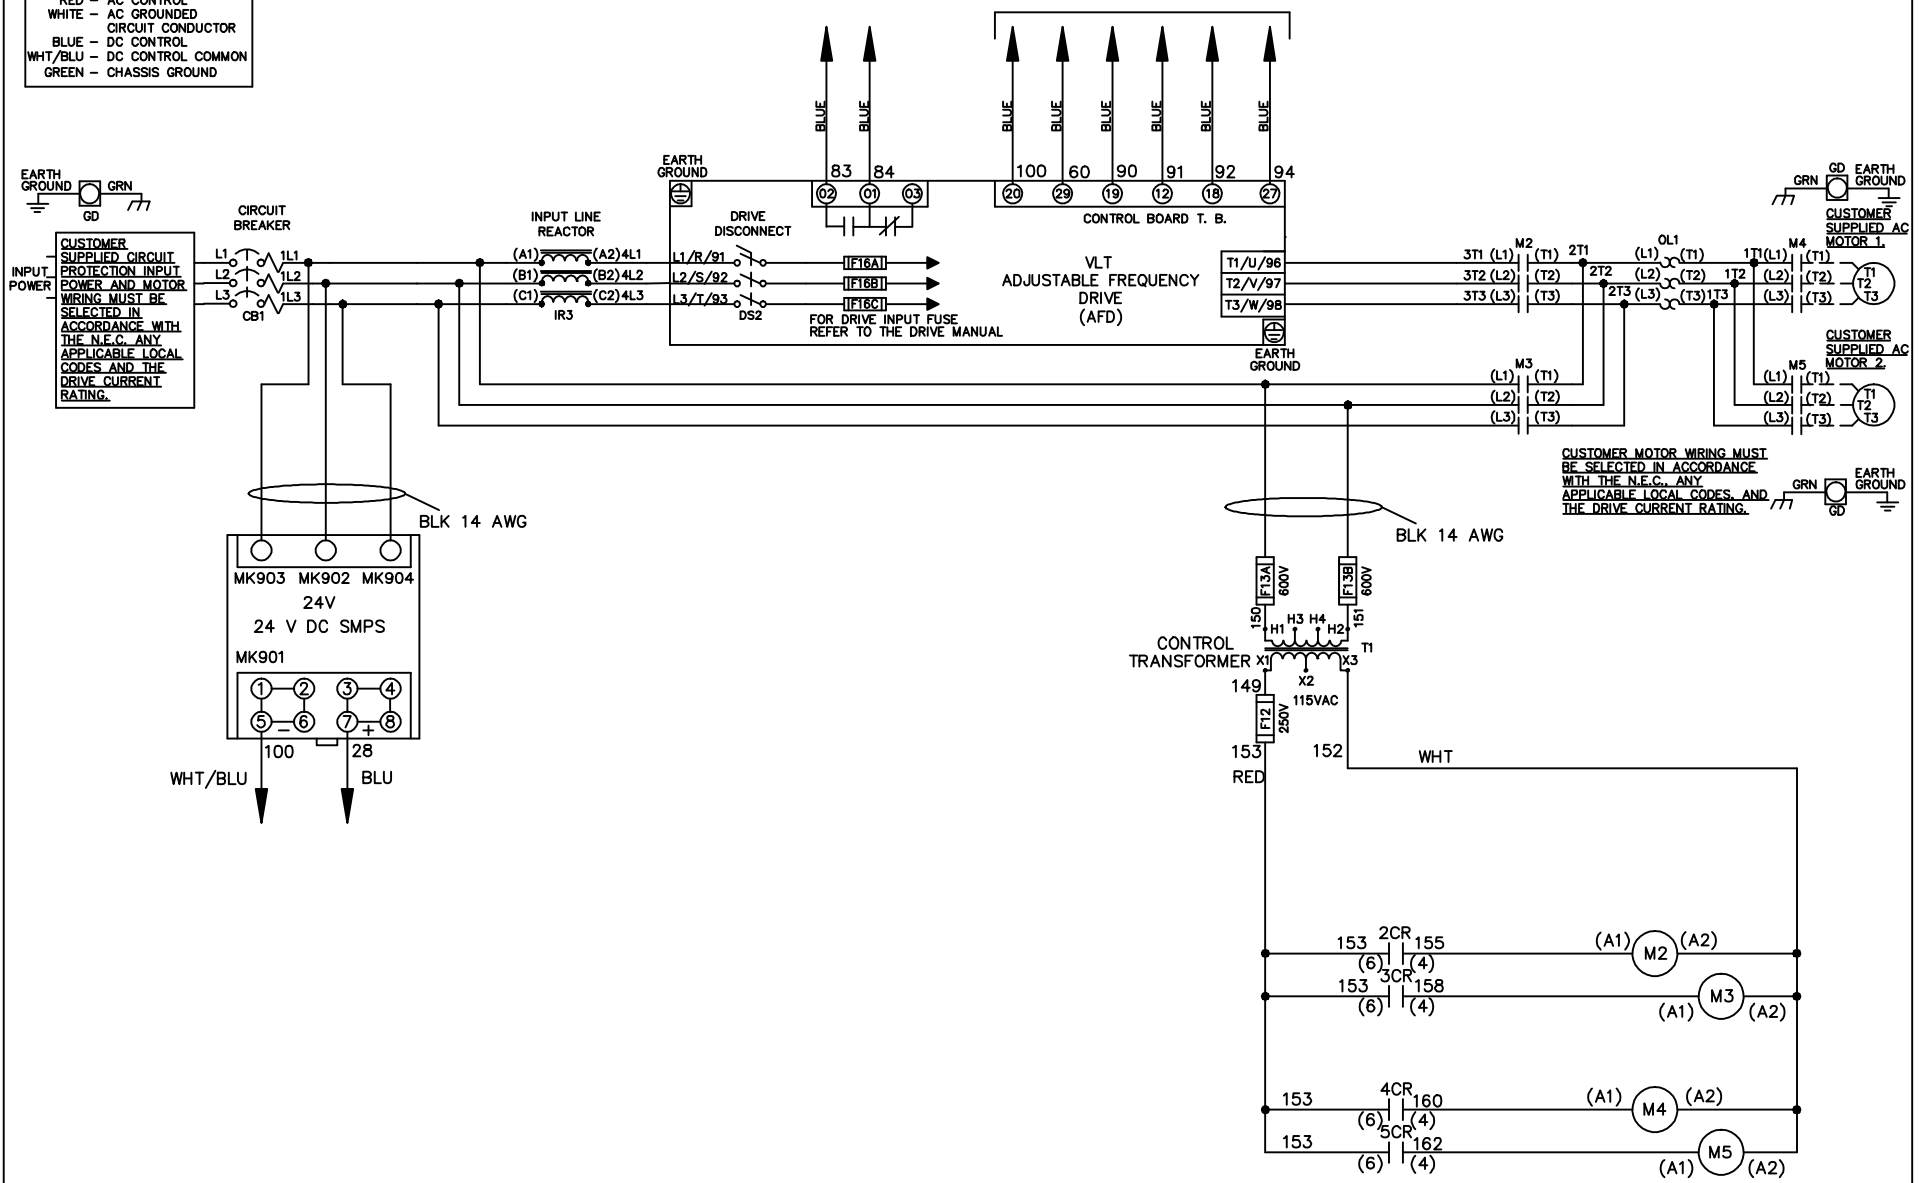 RED – AC CONTROL
WHITE – AC GROUNDED
CIRCUIT CONDUCTOR
BLUE – DC CONTROL
WHT/BLU – DC CONTROL COMMON
GREEN – CHASSIS GROUND
BLUE
BLUE
BLUE
BLUE
BLUE
BLUE
BLUE
BLUE
EARTH
GROUND
GRN
GD
CIRCUIT
BREAKER
INPUT
POWER
CUSTOMER
SUPPLIED CIRCUIT
PROTECTION INPUT
POWER AND MOTOR
WIRING MUST BE
SELECTED IN
ACCORDANCE WITH
THE N.E.C. ANY
APPLICABLE LOCAL
CODES AND THE
DRIVE CURRENT
RATING.
L1 1L1
L2 1L2
L3 1L3
CB1
INPUT LINE
REACTOR
(A1) (A2) 4L1
(B1) (B2) 4L2
(C1) (C2) 4L3
IR3
EARTH
GROUND
DRIVE
DISCONNECT
L1/R/91
L2/S/92
L3/T/93
DS2
83 84
02 01 03
F16A
F16B
F16C
FOR DRIVE INPUT FUSE
REFER TO THE DRIVE MANUAL
100 60 90 91 92 94
20 29 19 12 18 27
CONTROL BOARD T. B.
VLT
ADJUSTABLE FREQUENCY
DRIVE
(AFD)
T1/U/96
T2/V/97
T3/W/98
EARTH
GROUND
M2
3T1 (L1) (T1) 2T1
3T2 (L2) (T2) 2T2
3T3 (L3) (T3) 2T3
OL1
(L1) (T1) 1T1
(L2) (T2) 1T2
(L3) (T3) 1T3
M4
(L1) (T1)
(L2) (T2)
(L3) (T3)
T1
T2
T3
GD
GRN
EARTH
GROUND
CUSTOMER
SUPPLIED AC
MOTOR 1.
M3
(L1) (T1)
(L2) (T2)
(L3) (T3)
CUSTOMER
SUPPLIED AC
MOTOR 2.
M5
(L1) (T1)
(L2) (T2)
(L3) (T3)
T1
T2
T3
CUSTOMER MOTOR WIRING MUST
BE SELECTED IN ACCORDANCE
WITH THE N.E.C., ANY
APPLICABLE LOCAL CODES, AND
THE DRIVE CURRENT RATING.
GRN
GD
EARTH
GROUND
BLK 14 AWG
MK903 MK902 MK904
24V
24 V DC SMPS
MK901
1 2 3 4
5 6 7 8
– +
100 28
WHT/BLU BLU
BLK 14 AWG
F13A
600V
F13B
600V
150
151
H1 H3 H4 H2
CONTROL
TRANSFORMER
T1
X1 X3
X2
149
115VAC
F12
250V
153
RED
152
WHT
2CR
153 155
(6) (4)
(A1) M2 (A2)
3CR
153 158
(6) (4)
(A1) M3 (A2)
4CR
153 160
(6) (4)
(A1) M4 (A2)
5CR
153 162
(6) (4)
(A1) M5 (A2)